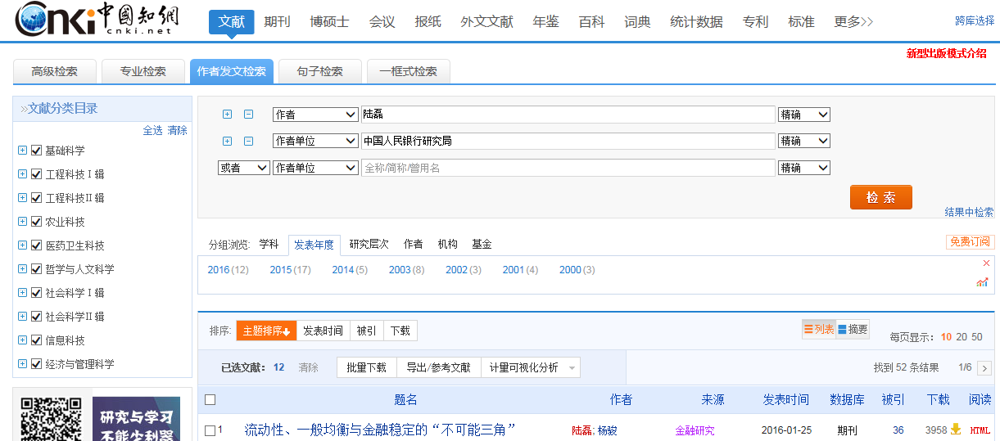 Cnki 中國知網
cnki.net
文献 期刊 博硕士 会议 报纸 外文文献 年鉴 百科 词典 统计数据 专利 标准 更多>> 跨库选择
新型出版模式介绍
高级检索 专业检索 作者发文检索 句子检索 一框式检索
文献分类目录
全选 清除
基础科学
工程科技Ⅰ辑
工程科技Ⅱ辑
农业科技
医药卫生科技
哲学与人文科学
社会科学Ⅰ辑
社会科学Ⅱ辑
信息科技
经济与管理科学
研究与学习
不能少利器
作者 陆磊 精确
作者单位 中国人民银行研究局 精确
或者 作者单位 全称/简称/曾用名 精确
检 索
结果中检索
分组浏览: 学科 发表年度 研究层次 作者 机构 基金 免费订阅
2016(12) 2015(17) 2014(5) 2003(8) 2002(3) 2001(4) 2000(3)
排序: 主题排序 发表时间 被引 下载 列表 摘要 每页显示: 10 20 50
已选文献: 12 清除 批量下载 导出/参考文献 计量可视化分析 找到 52 条结果 1/6
题名 作者 来源 发表时间 数据库 被引 下载 阅读
1 流动性、一般均衡与金融稳定的“不可能三角” 陆磊; 杨骏 金融研究 2016-01-25 期刊 36 3958 HTML